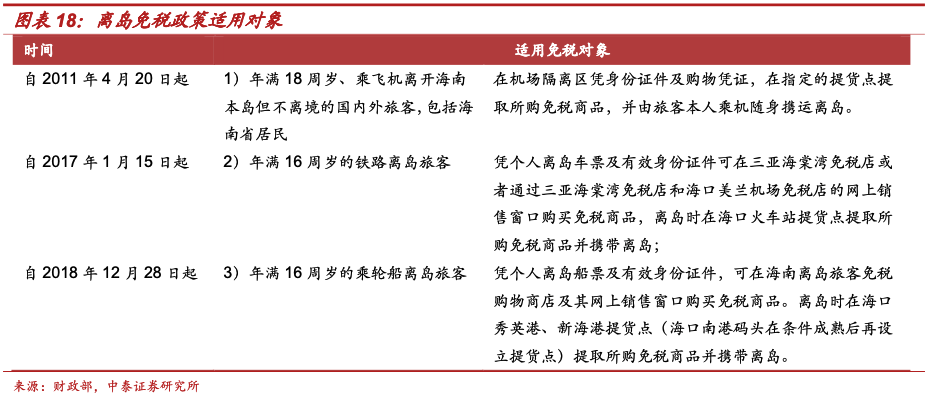 图表 18：离岛免税政策适用对象
时间 适用免税对象
自 2011 年 4 月 20 日起 1）年满 18 周岁、乘飞机离开海南 在机场隔离区凭身份证件及购物凭证，在指定的提货点提
本岛但不离境的国内外旅客，包括海 取所购免税商品，并由旅客本人乘机随身携运离岛。
南省居民
自 2017 年 1 月 15 日起 2）年满 16 周岁的铁路离岛旅客 凭个人离岛车票及有效身份证件可在三亚海棠湾免税店或
者通过三亚海棠湾免税店和海口美兰机场免税店的网上销
售窗口购买免税商品，离岛时在海口火车站提货点提取所
购免税商品并携带离岛；
自 2018 年 12 月 28 日起 3）年满 16 周岁的乘轮船离岛旅客 凭个人离岛船票及有效身份证件，可在海南离岛旅客免税
购物商店及其网上销售窗口购买免税商品。离岛时在海口
秀英港、新海港提货点（海口南港码头在条件成熟后再设
立提货点）提取所购免税商品并携带离岛。
来源：财政部，中泰证券研究所